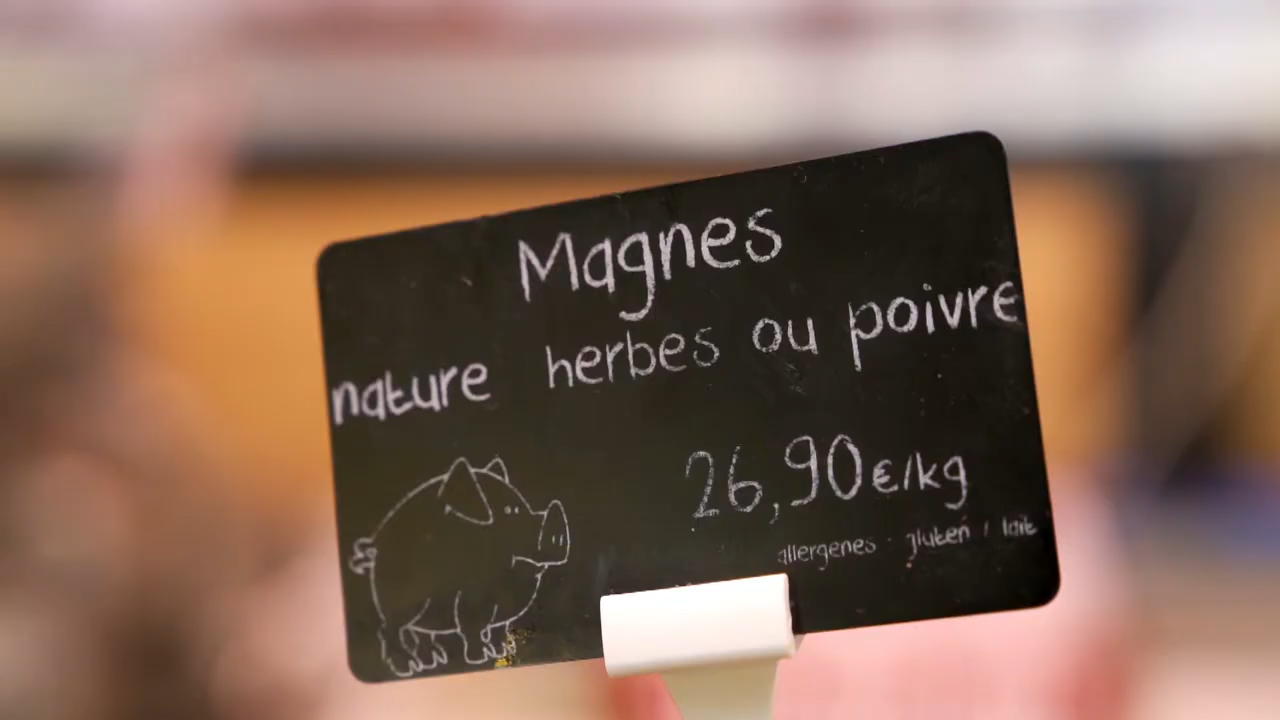 Magnes
nature herbes ou poivre
26,90€/kg
allergenes : gluten / lait